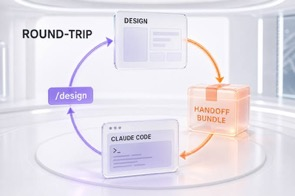 ROUND-TRIP
DESIGN
/design
HANDOFF
BUNDLE
CLAUDE CODE
>_